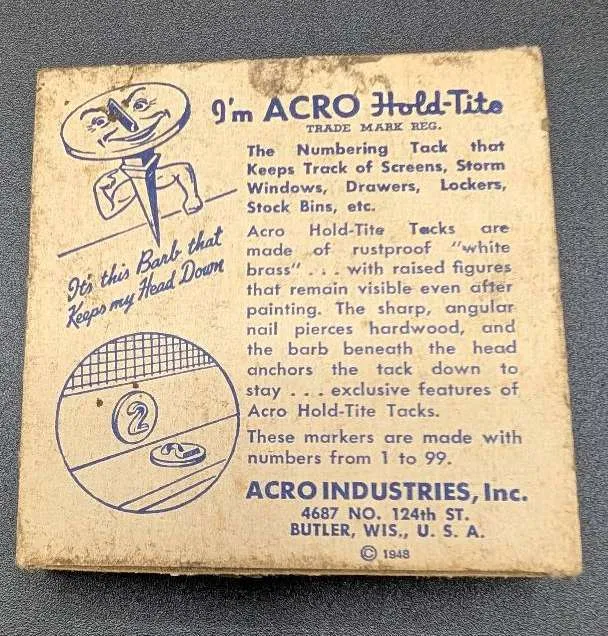 I'm ACRO Hold-Tite
TRADE MARK REG.
The Numbering Tack that
Keeps Track of Screens, Storm
Windows, Drawers, Lockers,
Stock Bins, etc.
It's this Barb that
Keeps my Head Down
Acro Hold-Tite Tacks are
made of rustproof "white
brass" . . . with raised figures
that remain visible even after
painting. The sharp, angular
nail pierces hardwood, and
the barb beneath the head
anchors the tack down to
stay . . . exclusive features of
Acro Hold-Tite Tacks.
2
These markers are made with
numbers from 1 to 99.
ACRO INDUSTRIES, Inc.
4687 NO. 124th ST.
BUTLER, WIS., U. S. A.
© 1948